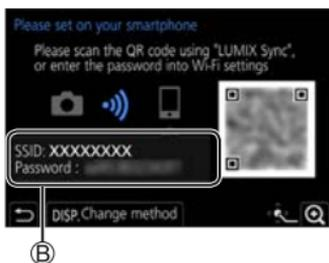 Please set on your smartphone
Please scan the QR code using "LUMIX Sync",
or enter the password into Wi-Fi settings
SSID: XXXXXXXX
Password :
DISP. Change method
B